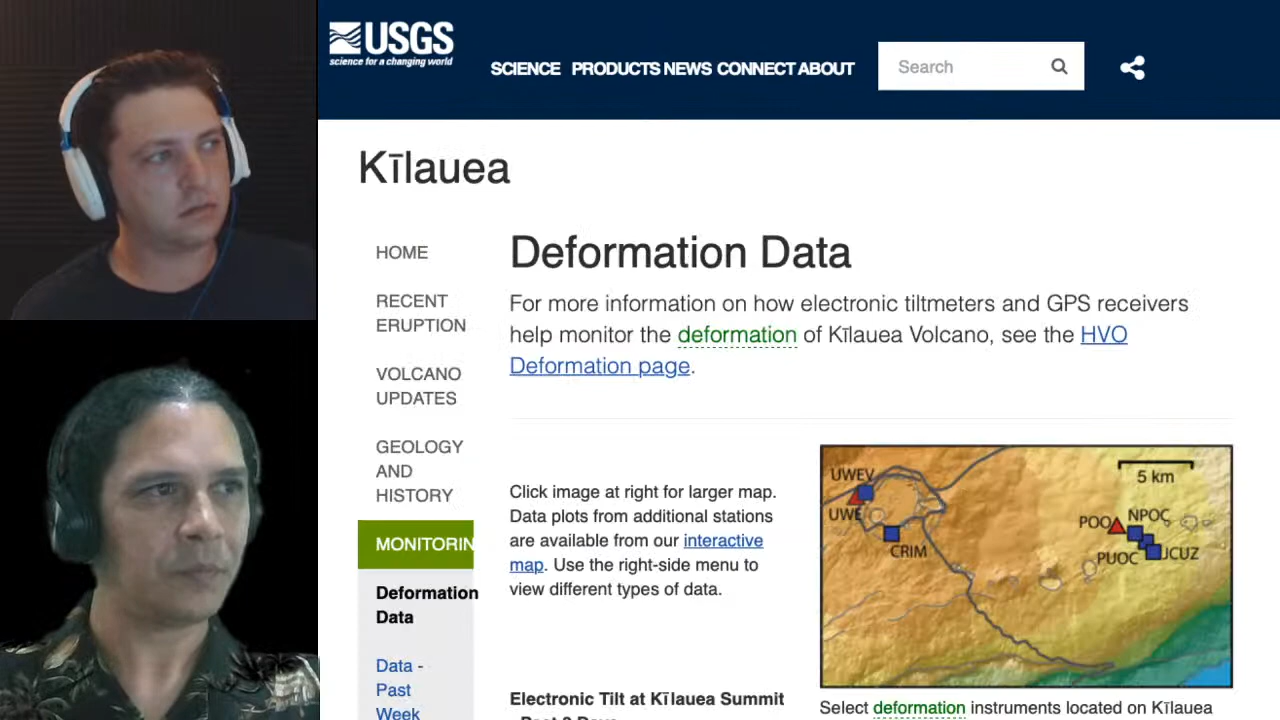 USGS
science for a changing world
SCIENCE PRODUCTS NEWS CONNECT ABOUT
Search
Kīlauea
HOME
RECENT
ERUPTION
VOLCANO
UPDATES
GEOLOGY
AND
HISTORY
MONITORIN
Deformation
Data
Data -
Past
Week
Deformation Data
For more information on how electronic tiltmeters and GPS receivers
help monitor the deformation of Kīlauea Volcano, see the HVO
Deformation page.
Click image at right for larger map.
Data plots from additional stations
are available from our interactive
map. Use the right-side menu to
view different types of data.
Electronic Tilt at Kīlauea Summit
UWEV
UWE
CRIM
5 km
POO
NPOC
PUOC
JCUZ
Select deformation instruments located on Kīlauea